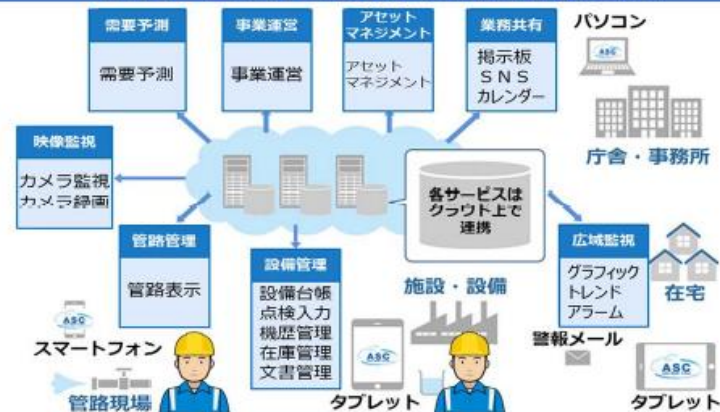 需要予測
需要予測
事業運営
事業運営
アセット
マネジメント
アセット
マネジメント
業務共有
掲示板
SNS
カレンダー
パソコン
ASC
庁舎・事務所
映像監視
カメラ監視
カメラ録画
各サービスは
クラウド上で
連携
管路管理
管路表示
設備管理
設備台帳
点検入力
機歴管理
在庫管理
文書管理
施設・設備
広域監視
グラフィック
トレンド
アラーム
在宅
警報メール
ASC
スマートフォン
管路現場
ASC
タブレット
ASC
タブレット